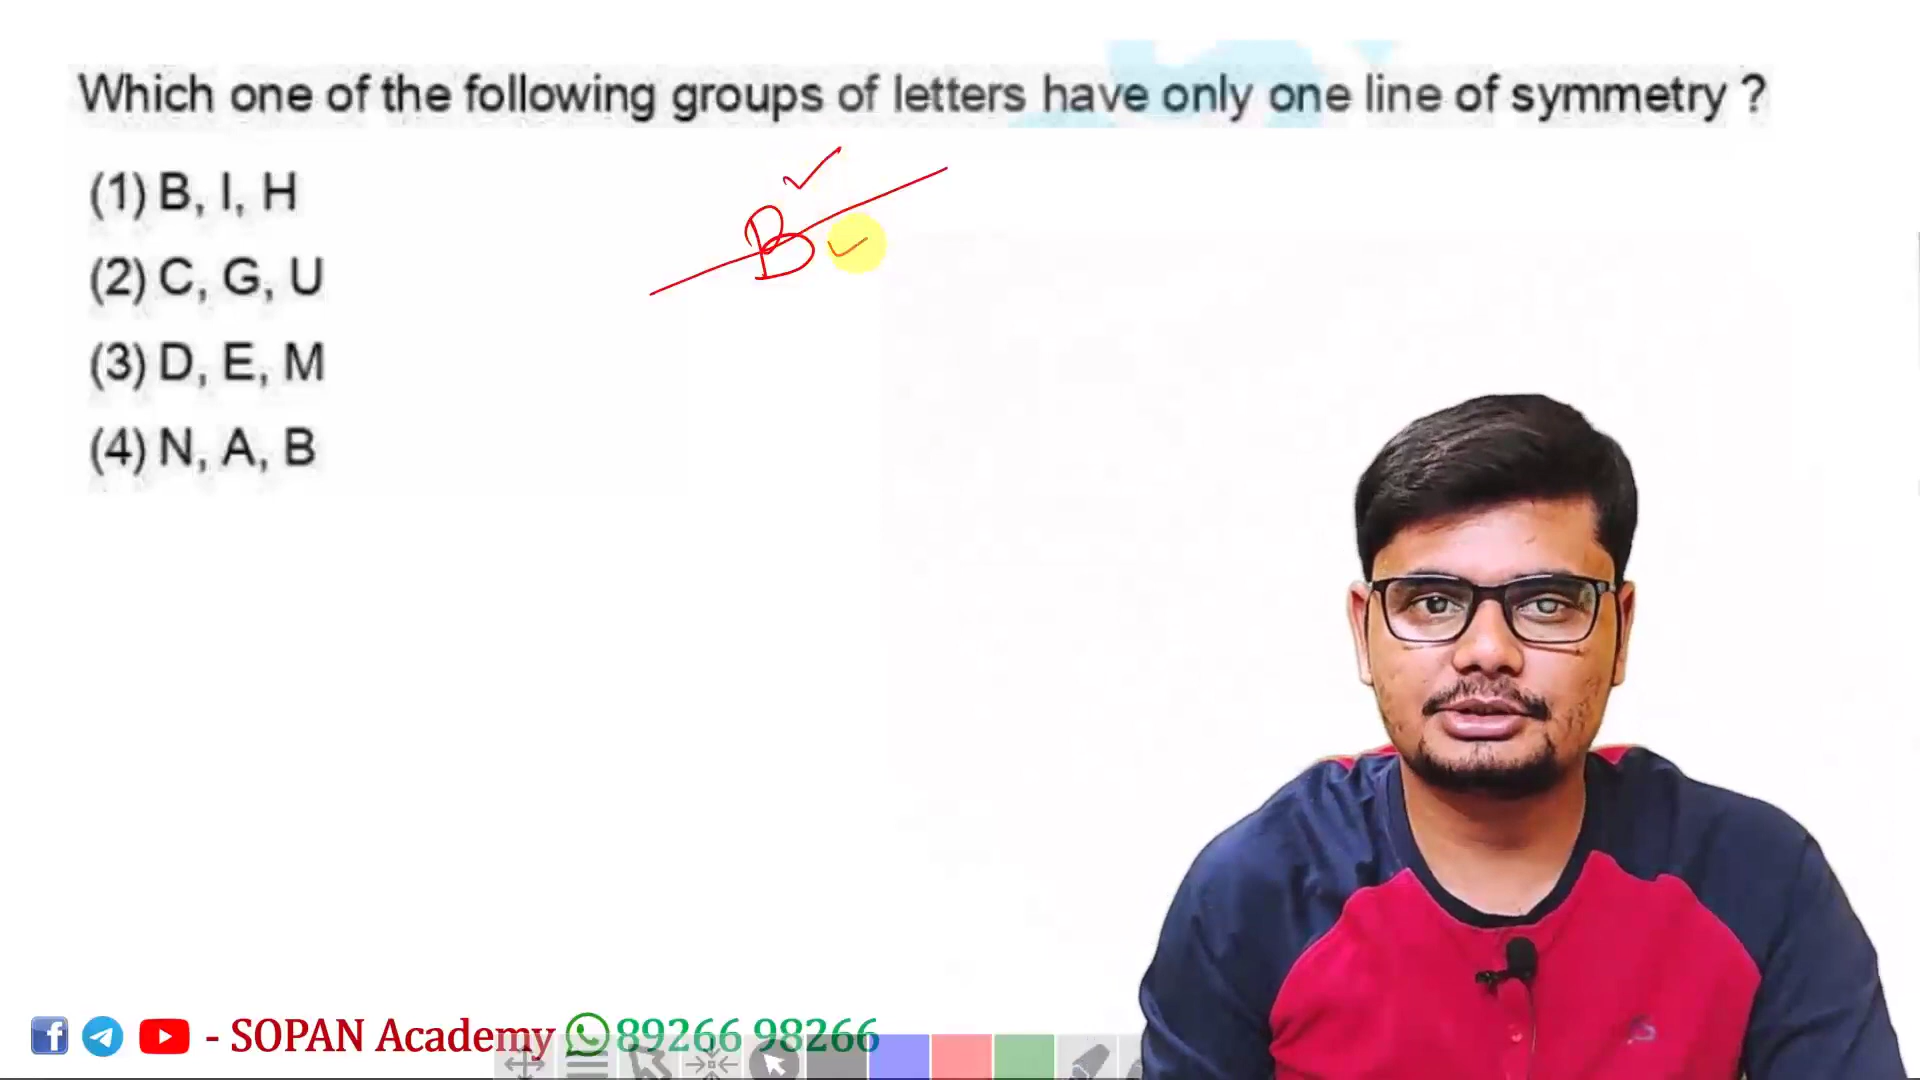 Which one of the following groups of letters have only one line of symmetry ?
(1) B, I, H
(2) C, G, U
(3) D, E, M
(4) N, A, B
B
- SOPAN Academy 89266 98266